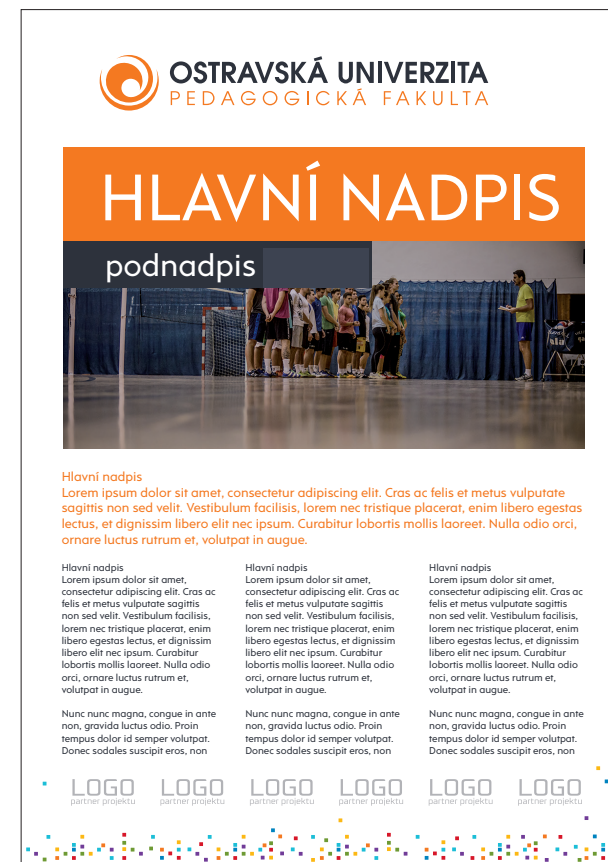 OSTRAVSKÁ UNIVERZITA
PEDAGOGICKÁ FAKULTA
HLAVNÍ NADPIS
podnadpis
Hlavní nadpis
Lorem ipsum dolor sit amet, consectetur adipiscing elit. Cras ac felis et metus vulputate
sagittis non sed velit. Vestibulum facilisis, lorem nec tristique placerat, enim libero egestas
lectus, et dignissim libero elit nec ipsum. Curabitur lobortis mollis laoreet. Nulla odio orci,
ornare luctus rutrum et, volutpat in augue.
Hlavní nadpis
Lorem ipsum dolor sit amet,
consectetur adipiscing elit. Cras ac
felis et metus vulputate sagittis
non sed velit. Vestibulum facilisis,
lorem nec tristique placerat, enim
libero egestas lectus, et dignissim
libero elit nec ipsum. Curabitur
lobortis mollis laoreet. Nulla odio
orci, ornare luctus rutrum et,
volutpat in augue.
Nunc nunc magna, congue in ante
non, gravida luctus odio. Proin
tempus dolor id semper volutpat.
Donec sodales suscipit eros, non
Hlavní nadpis
Lorem ipsum dolor sit amet,
consectetur adipiscing elit. Cras ac
felis et metus vulputate sagittis
non sed velit. Vestibulum facilisis,
lorem nec tristique placerat, enim
libero egestas lectus, et dignissim
libero elit nec ipsum. Curabitur
lobortis mollis laoreet. Nulla odio
orci, ornare luctus rutrum et,
volutpat in augue.
Nunc nunc magna, congue in ante
non, gravida luctus odio. Proin
tempus dolor id semper volutpat.
Donec sodales suscipit eros, non
Hlavní nadpis
Lorem ipsum dolor sit amet,
consectetur adipiscing elit. Cras ac
felis et metus vulputate sagittis
non sed velit. Vestibulum facilisis,
lorem nec tristique placerat, enim
libero egestas lectus, et dignissim
libero elit nec ipsum. Curabitur
lobortis mollis laoreet. Nulla odio
orci, ornare luctus rutrum et,
volutpat in augue.
Nunc nunc magna, congue in ante
non, gravida luctus odio. Proin
tempus dolor id semper volutpat.
Donec sodales suscipit eros, non
LOGO LOGO LOGO LOGO LOGO LOGO
partner projektu partner projektu partner projektu partner projektu partner projektu partner projektu